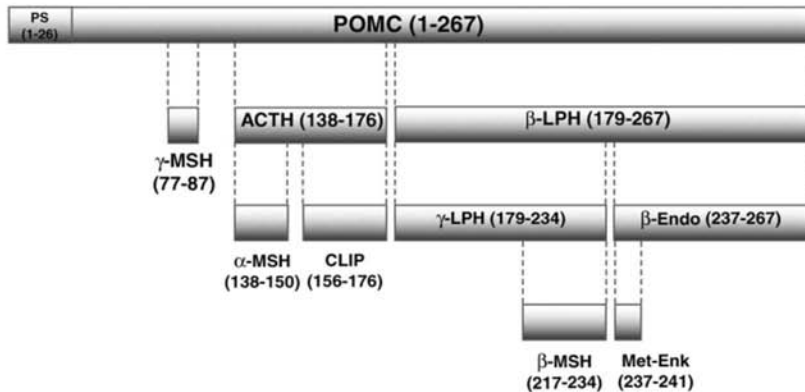 PS
(1-26)
POMC (1-267)
ACTH (138-176)
β-LPH (179-267)
γ-MSH
(77-87)
γ-LPH (179-234)
β-Endo (237-267)
α-MSH
(138-150)
CLIP
(156-176)
β-MSH
(217-234)
Met-Enk
(237-241)